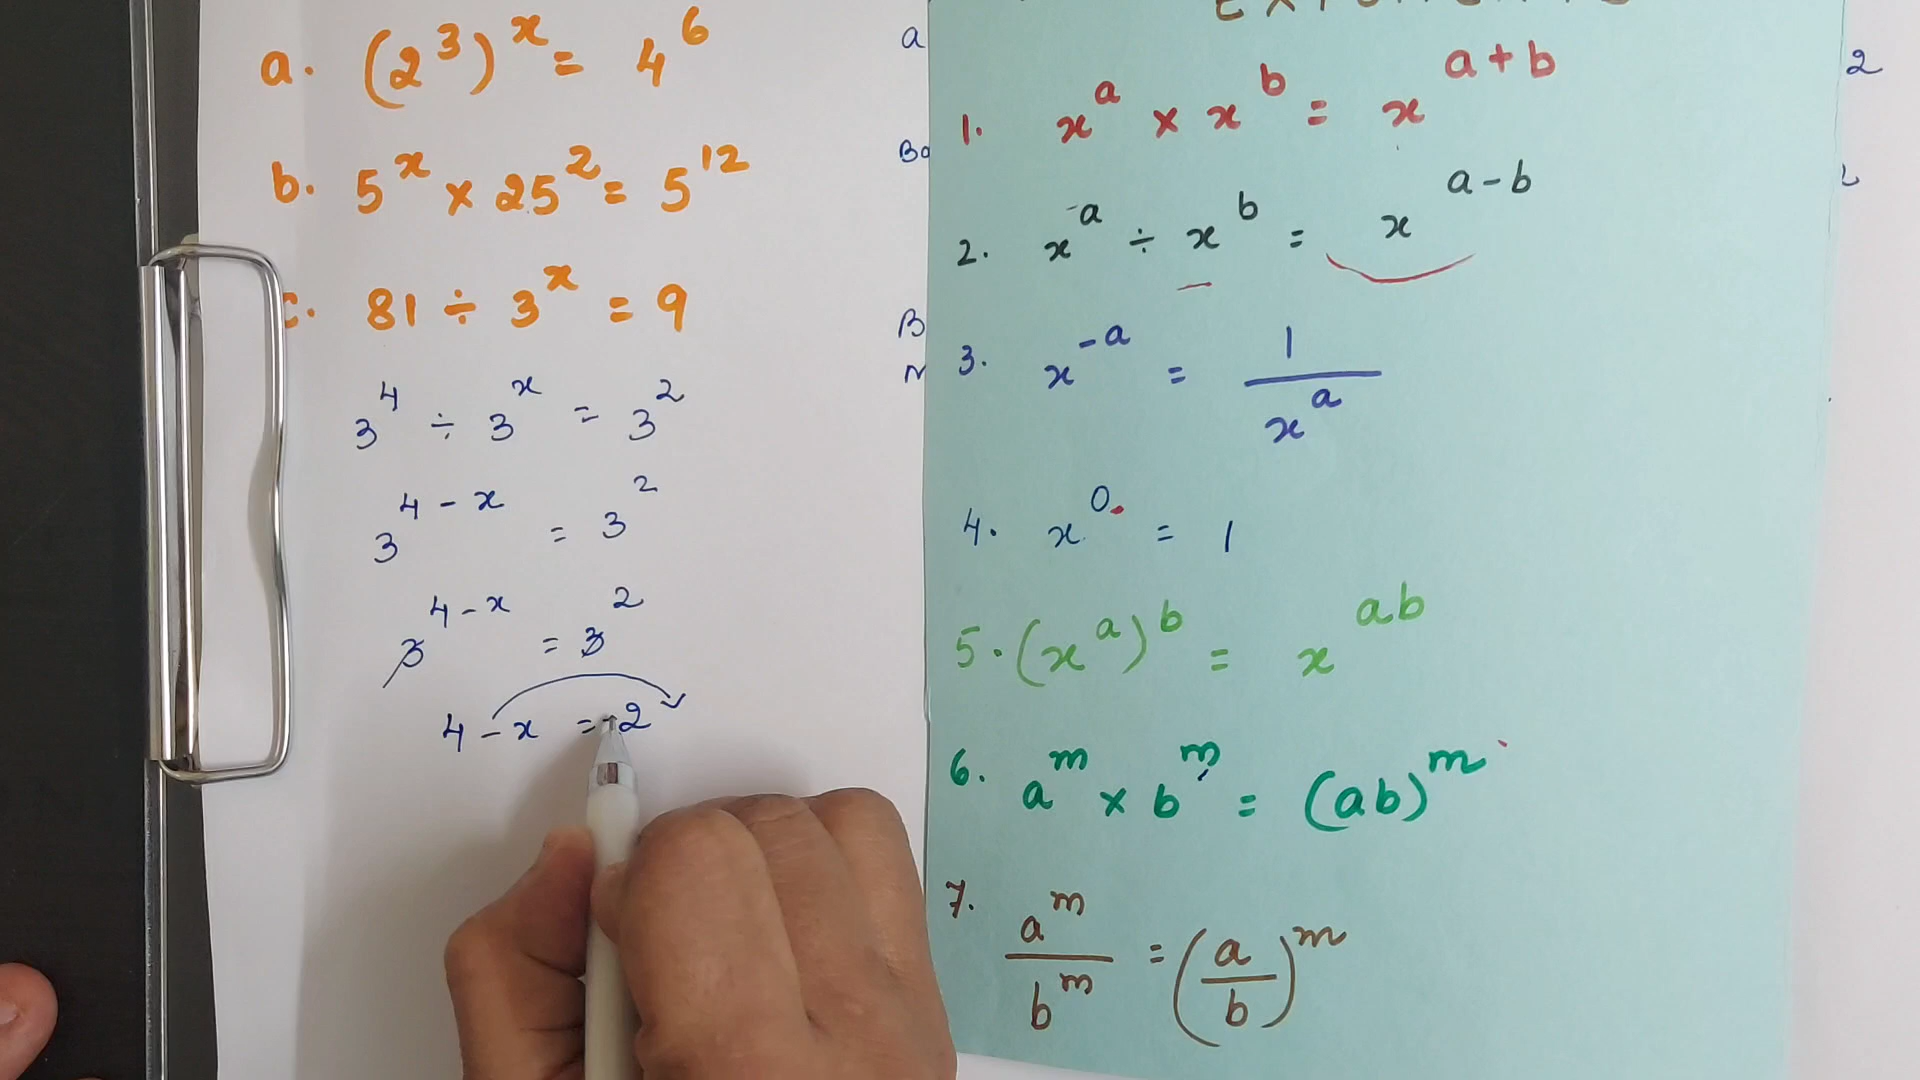 a. (2³)ˣ = 4⁶
b. 5ˣ × 25² = 5¹²
c. 81 ÷ 3ˣ = 9
3⁴ ÷ 3ˣ = 3²
3⁴⁻ˣ = 3²
3⁴⁻ˣ = 3²
4 - x = 2
a
Ba
B
N
1. xᵃ × xᵇ = xᵃ⁺ᵇ
2. xᵃ ÷ xᵇ = xᵃ⁻ᵇ
3. x⁻ᵃ = 1/xᵃ
4. x⁰ = 1
5. (xᵃ)ᵇ = xᵃᵇ
6. aᵐ × bᵐ = (ab)ᵐ
7. aᵐ/bᵐ = (a/b)ᵐ
2